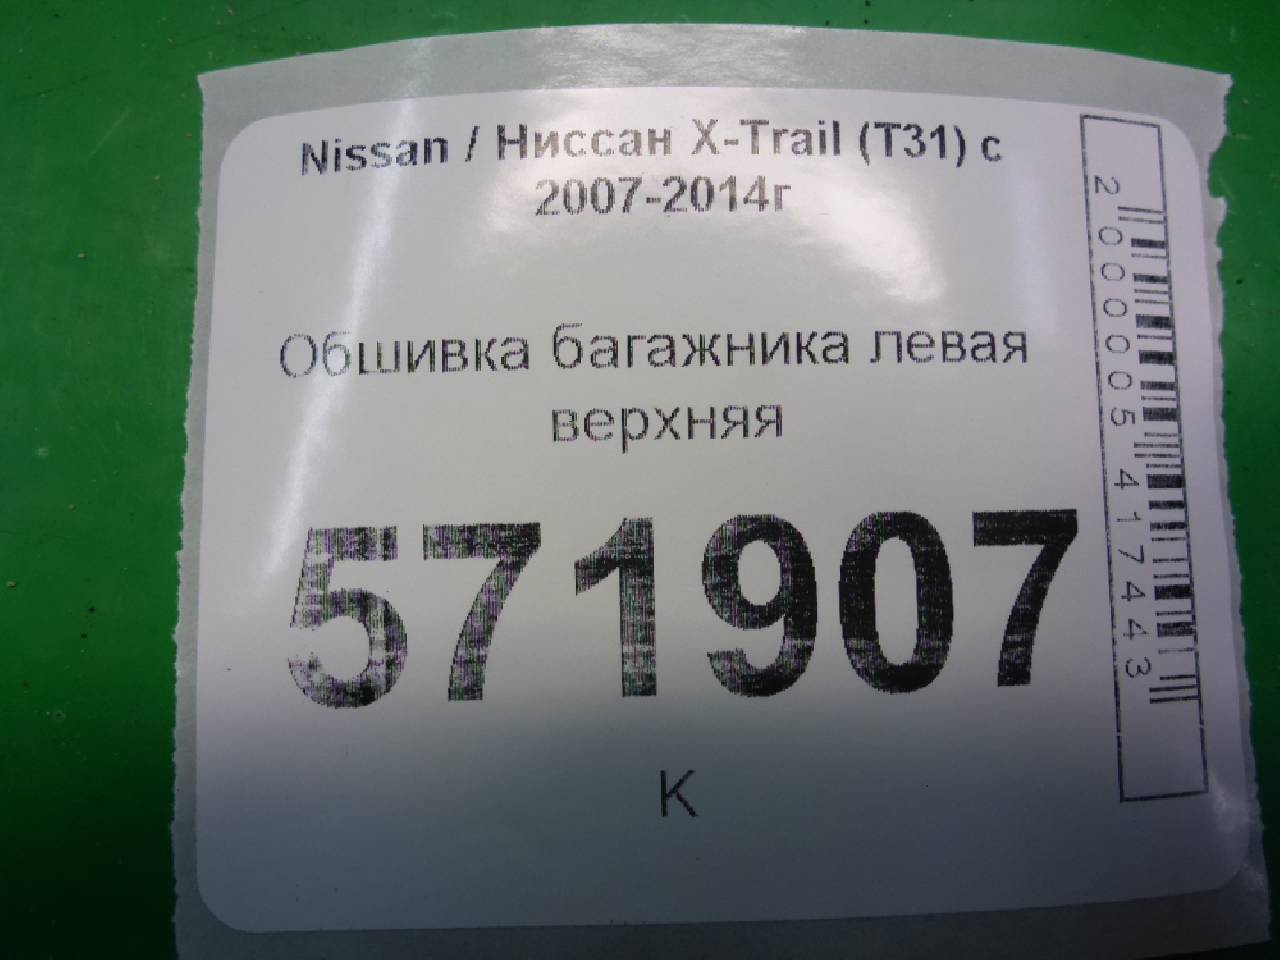 Nissan / Ниссан X-Trail (T31) с
2007-2014г
Обшивка багажника левая
верхняя
571907
К
2000005417443